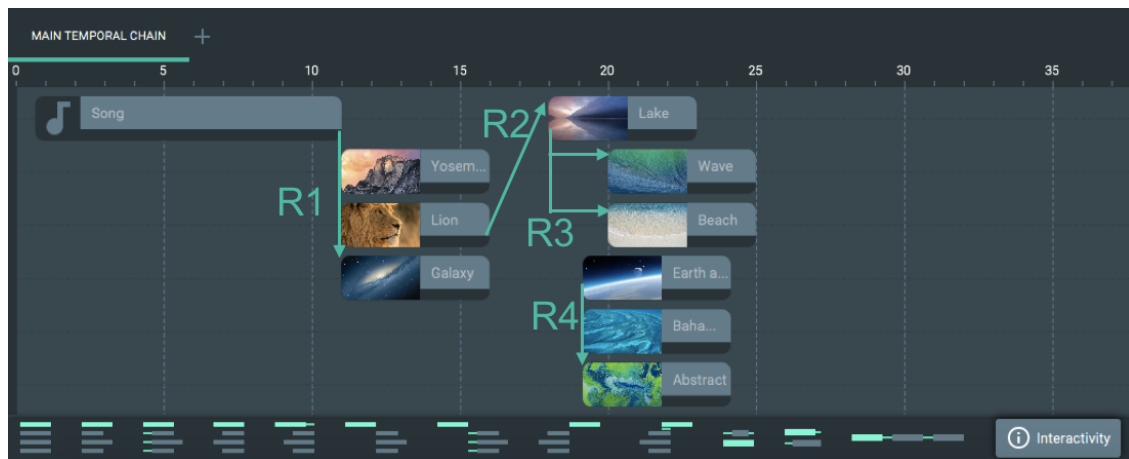 MAIN TEMPORAL CHAIN +
0 5 10 15 20 25 30 35
Song
R2
Lake
Yosem...
Wave
R1
Lion
R3
Beach
Galaxy
Earth a...
R4
Baha...
Abstract
Interactivity